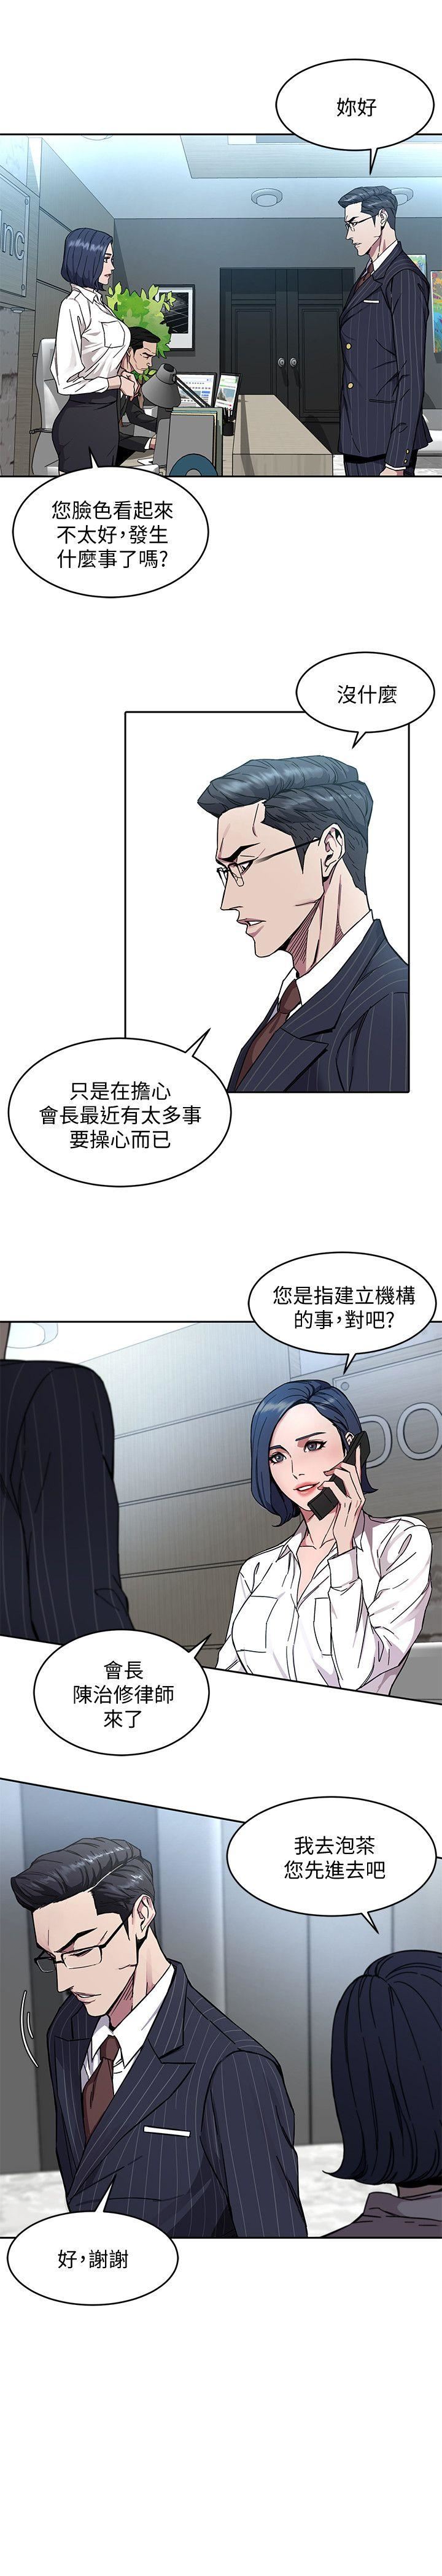 妳好
Inc
您臉色看起來
不太好,發生
什麼事了嗎?
沒什麼
只是在擔心
會長最近有太多事
要操心而已
您是指建立機構
的事,對吧?
DO
會長
陳治修律師
來了
我去泡茶
您先進去吧
好,謝謝